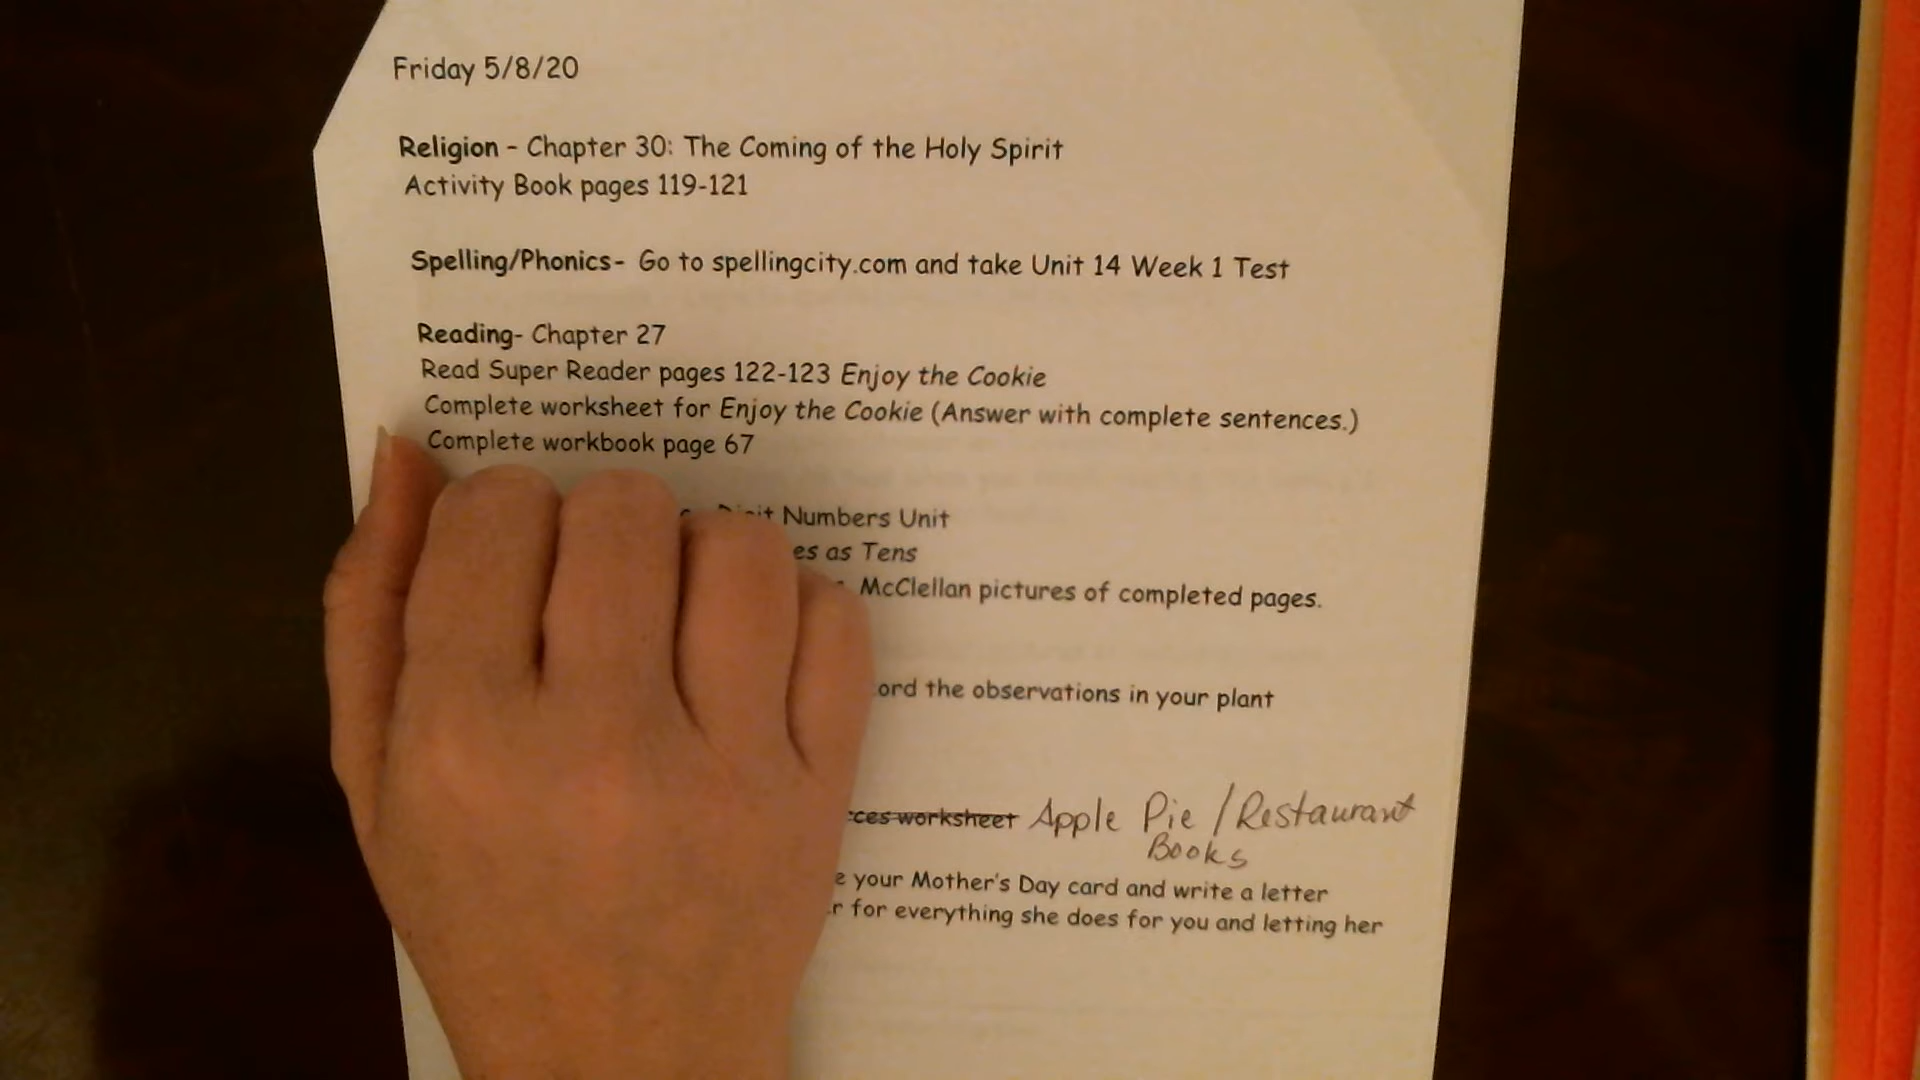 Friday 5/8/20
Religion - Chapter 30: The Coming of the Holy Spirit
Activity Book pages 119-121
Spelling/Phonics- Go to spellingcity.com and take Unit 14 Week 1 Test
Reading- Chapter 27
Read Super Reader pages 122-123 Enjoy the Cookie
Complete worksheet for Enjoy the Cookie (Answer with complete sentences.)
Complete workbook page 67
Numbers Unit
es as Tens
McClellan pictures of completed pages.
ord the observations in your plant
ces worksheet Apple Pie / Restaurant
Books
e your Mother's Day card and write a letter
r for everything she does for you and letting her